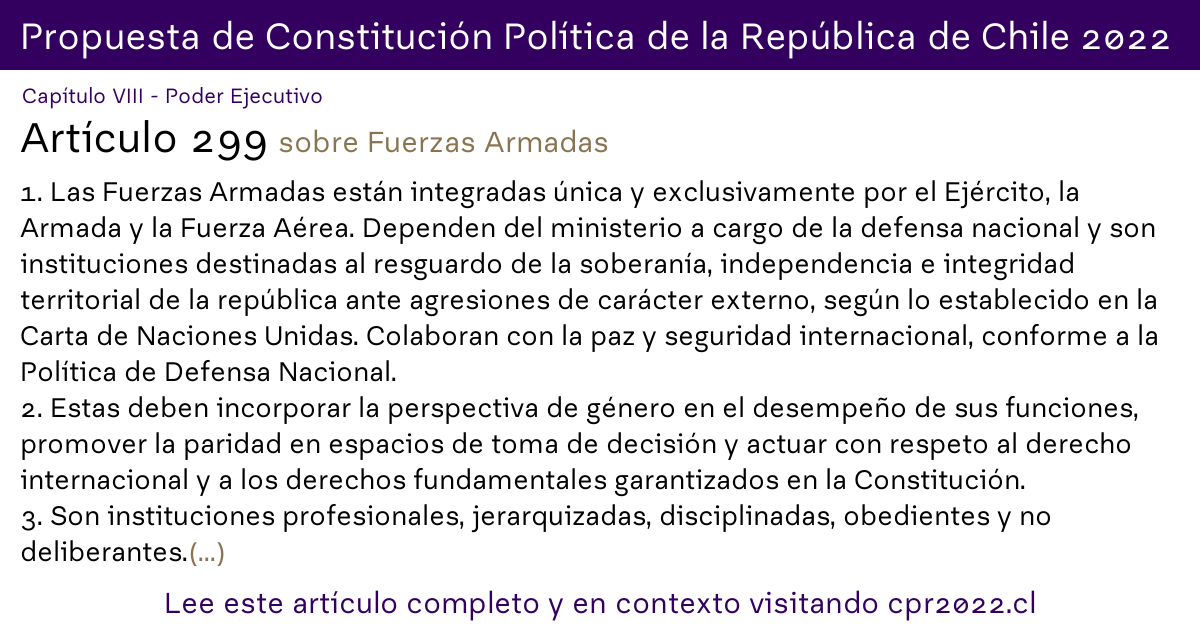 Propuesta de Constitución Política de la República de Chile 2022
Capítulo VIII - Poder Ejecutivo
Artículo 299 sobre Fuerzas Armadas
1. Las Fuerzas Armadas están integradas única y exclusivamente por el Ejército, la
Armada y la Fuerza Aérea. Dependen del ministerio a cargo de la defensa nacional y son
instituciones destinadas al resguardo de la soberanía, independencia e integridad
territorial de la república ante agresiones de carácter externo, según lo establecido en la
Carta de Naciones Unidas. Colaboran con la paz y seguridad internacional, conforme a la
Política de Defensa Nacional.
2. Estas deben incorporar la perspectiva de género en el desempeño de sus funciones,
promover la paridad en espacios de toma de decisión y actuar con respeto al derecho
internacional y a los derechos fundamentales garantizados en la Constitución.
3. Son instituciones profesionales, jerarquizadas, disciplinadas, obedientes y no
deliberantes.(...)
Lee este artículo completo y en contexto visitando cpr2022.cl